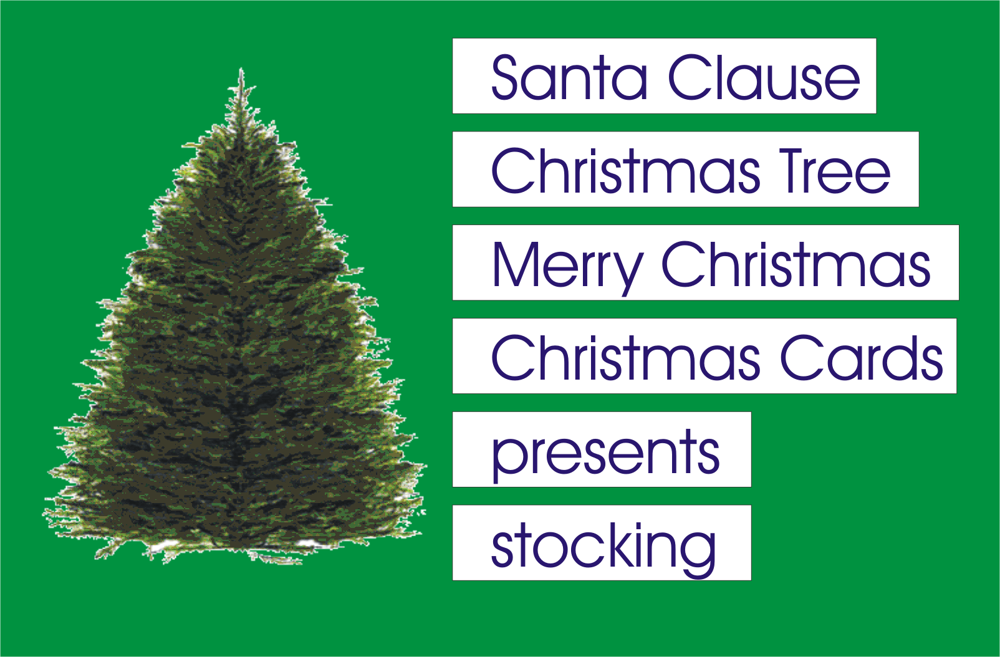 Santa Clause
Christmas Tree
Merry Christmas
Christmas Cards
presents
stocking